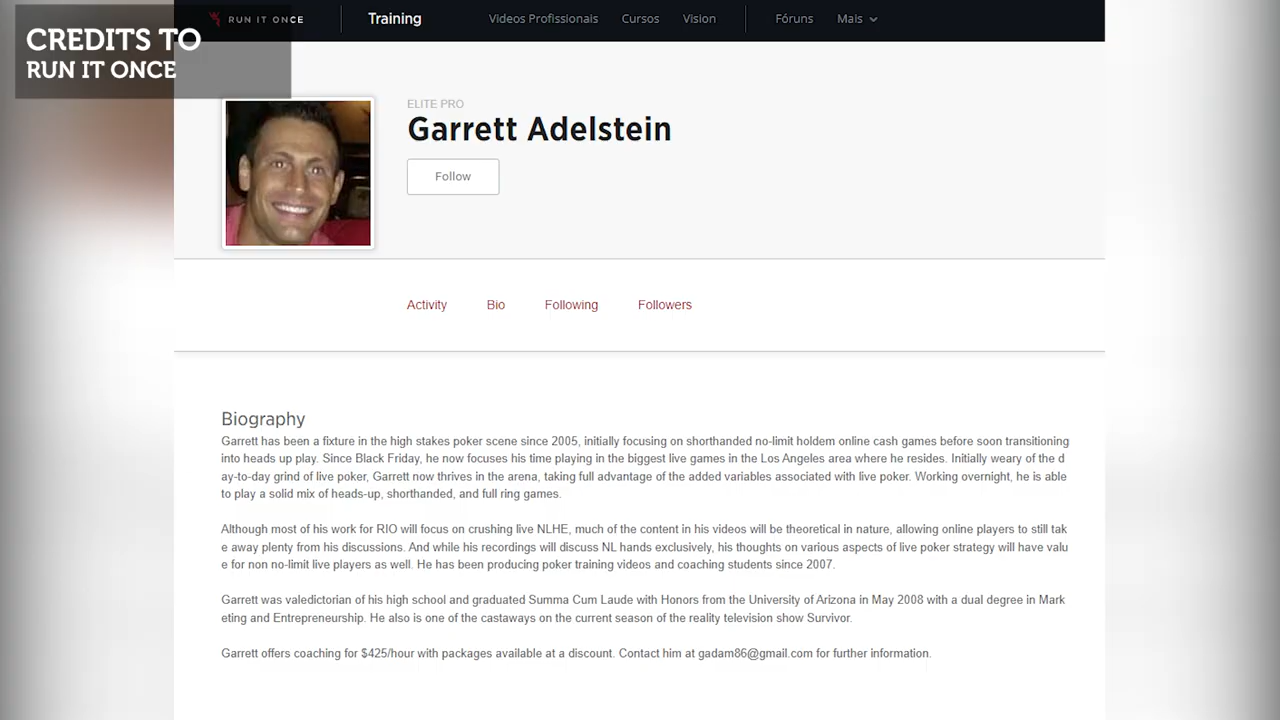 CREDITS TO
RUN IT ONCE
RUN IT ONCE
Training
Videos Profissionais
Cursos
Vision
Fóruns
Mais
ELITE PRO
Garrett Adelstein
Follow
Activity
Bio
Following
Followers
Biography
Garrett has been a fixture in the high stakes poker scene since 2005, initially focusing on shorthanded no-limit holdem online cash games before soon transitioning
into heads up play. Since Black Friday, he now focuses his time playing in the biggest live games in the Los Angeles area where he resides. Initially weary of the d
ay-to-day grind of live poker, Garrett now thrives in the arena, taking full advantage of the added variables associated with live poker. Working overnight, he is able
to play a solid mix of heads-up, shorthanded, and full ring games.
Although most of his work for RIO will focus on crushing live NLHE, much of the content in his videos will be theoretical in nature, allowing online players to still tak
e away plenty from his discussions. And while his recordings will discuss NL hands exclusively, his thoughts on various aspects of live poker strategy will have valu
e for non no-limit live players as well. He has been producing poker training videos and coaching students since 2007.
Garrett was valedictorian of his high school and graduated Summa Cum Laude with Honors from the University of Arizona in May 2008 with a dual degree in Mark
eting and Entrepreneurship. He also is one of the castaways on the current season of the reality television show Survivor.
Garrett offers coaching for $425/hour with packages available at a discount. Contact him at gadam86@gmail.com for further information.